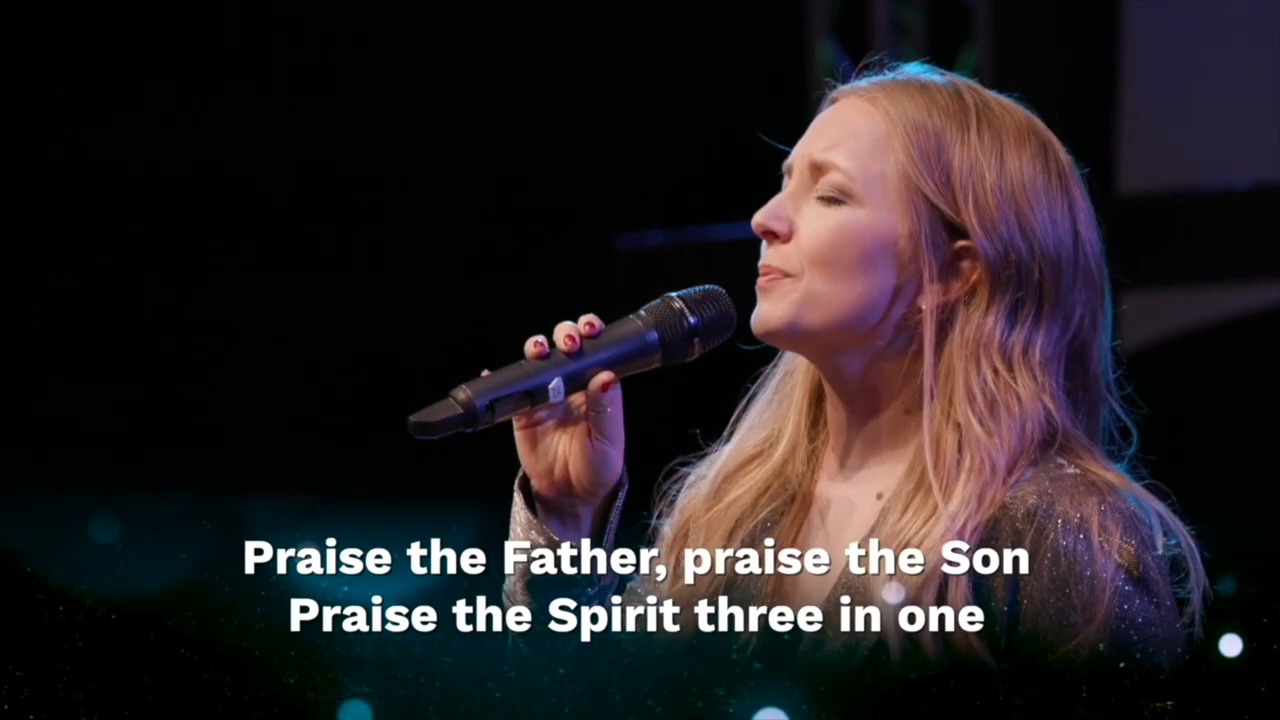 Praise the Father, praise the Son
Praise the Spirit three in one